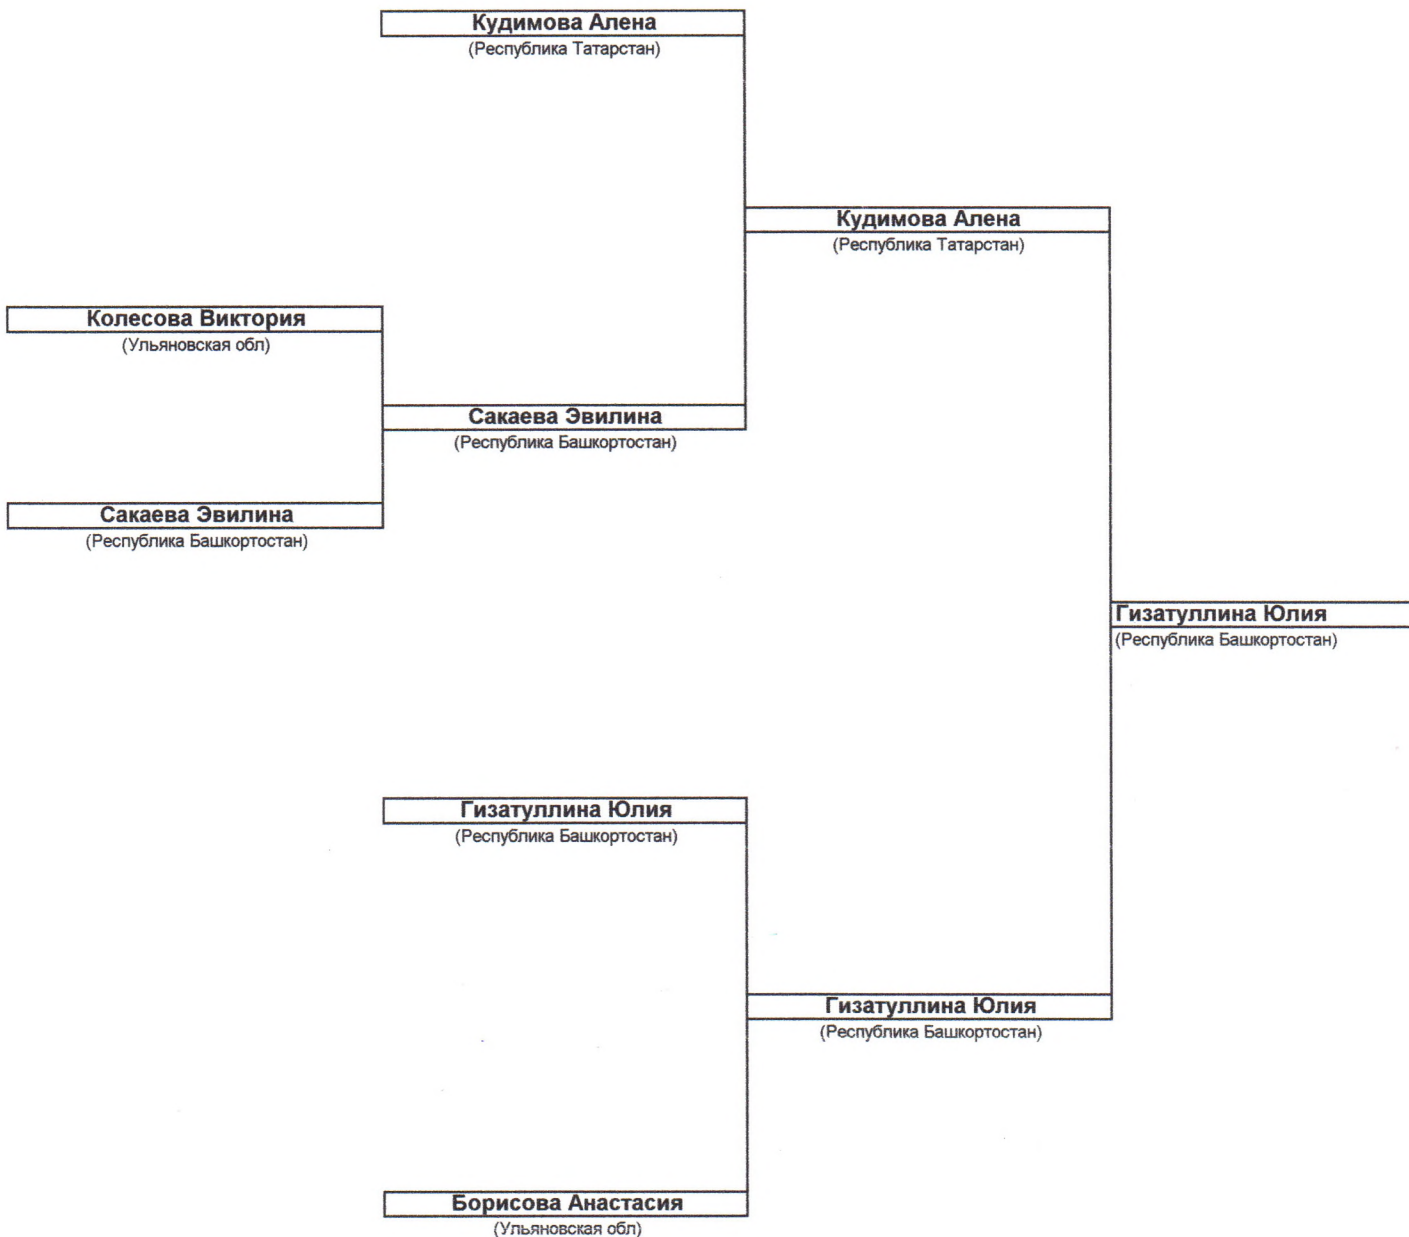 Кудимова Алена
(Республика Татарстан)
Кудимова Алена
(Республика Татарстан)
Колесова Виктория
(Ульяновская обл)
Сакаева Эвилина
(Республика Башкортостан)
Сакаева Эвилина
(Республика Башкортостан)
Гизатуллина Юлия
(Республика Башкортостан)
Гизатуллина Юлия
(Республика Башкортостан)
Гизатуллина Юлия
(Республика Башкортостан)
Борисова Анастасия
(Ульяновская обл)